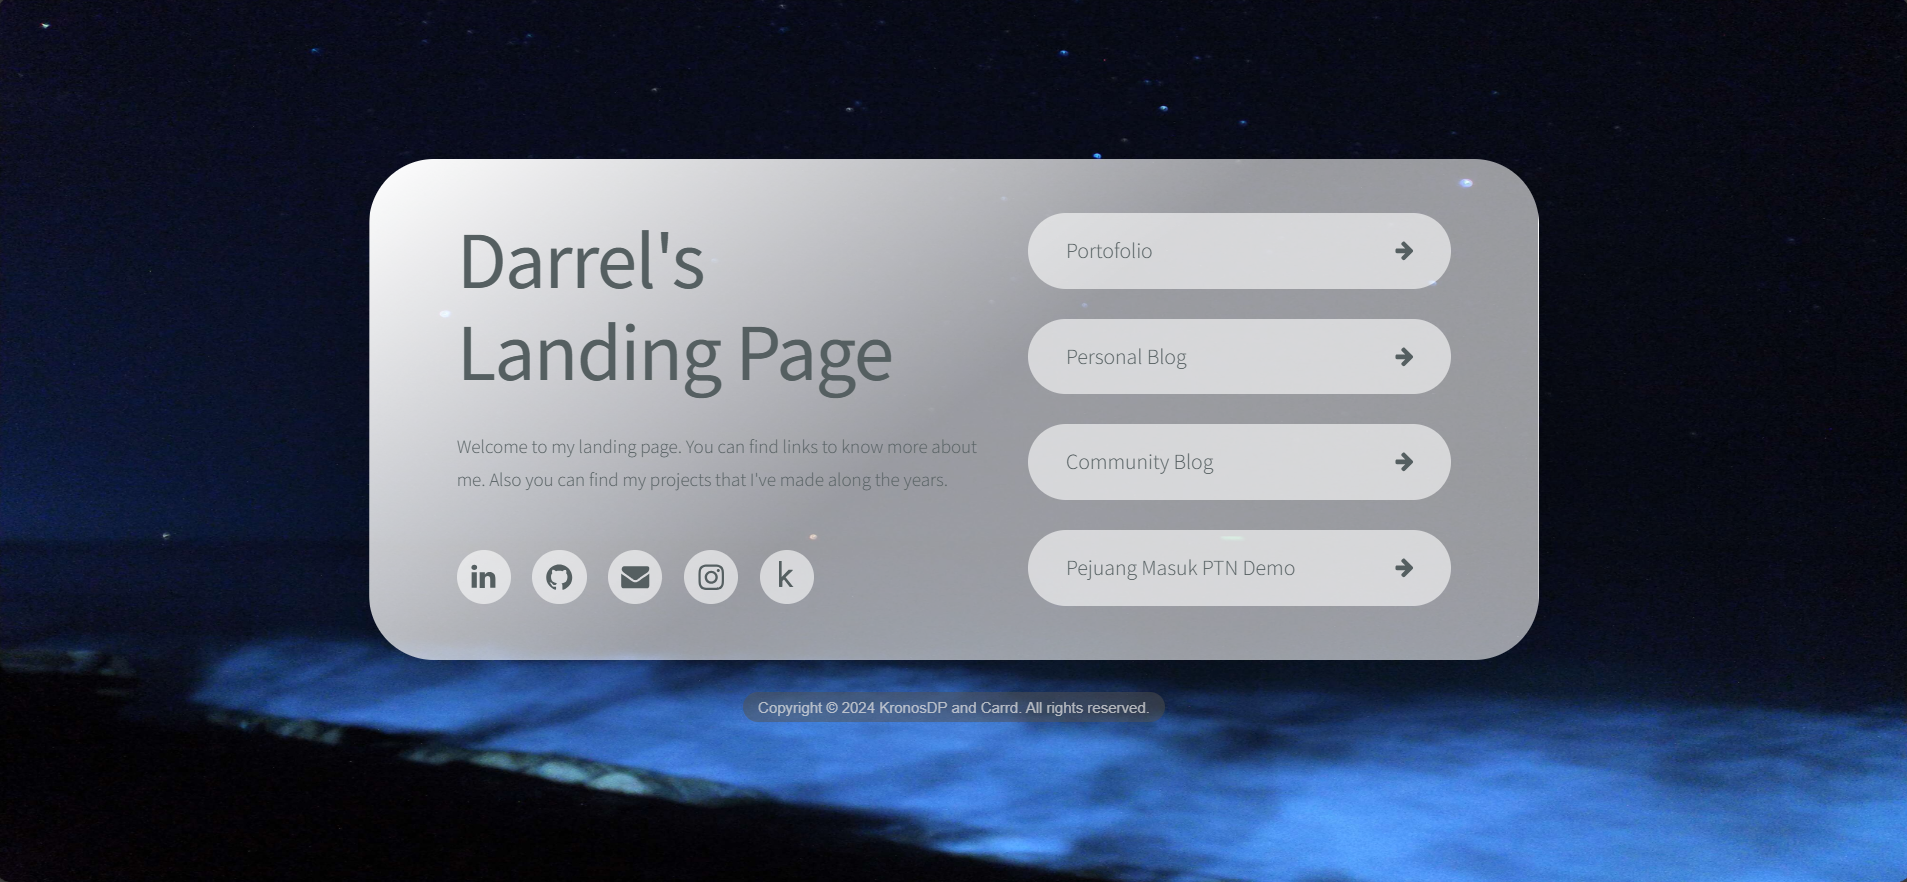 Darrel's
Landing Page
Welcome to my landing page. You can find links to know more about
me. Also you can find my projects that I've made along the years.
in
k
Portofolio
Personal Blog
Community Blog
Pejuang Masuk PTN Demo
Copyright © 2024 KronosDP and Carrd. All rights reserved.